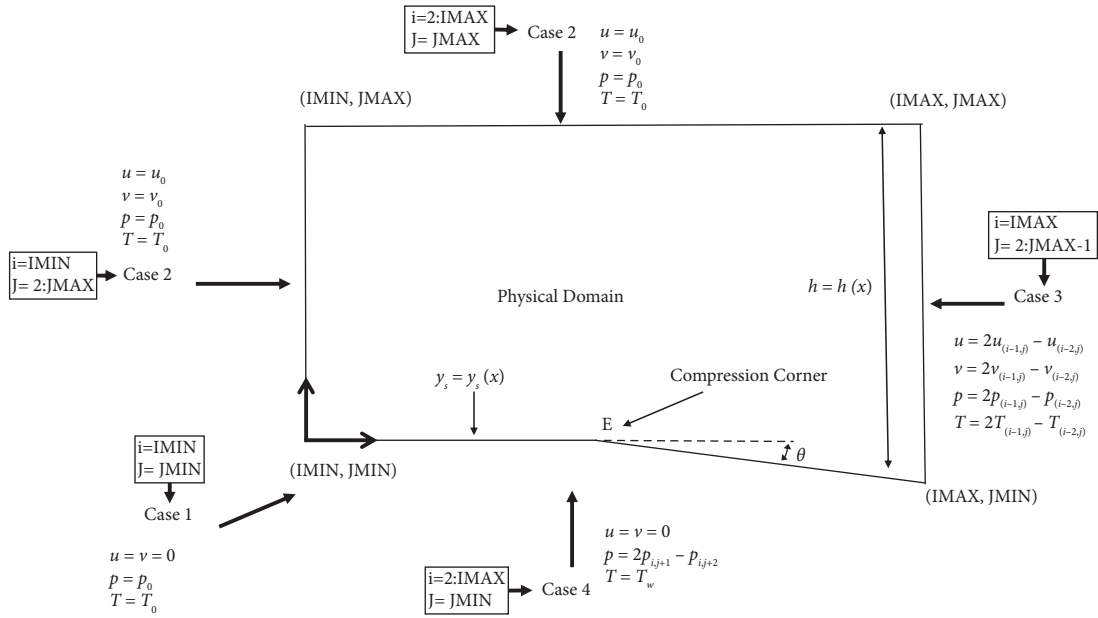 i=2:IMAX
J= JMAX
Case 2
u = u₀
v = v₀
p = p₀
T = T₀
(IMIN, JMAX)
(IMAX, JMAX)
u = u₀
v = v₀
p = p₀
T = T₀
i=IMIN
J= 2:JMAX
Case 2
Physical Domain
h = h (x)
i=IMAX
J= 2:JMAX-1
Case 3
u = 2u(i–1,j) – u(i–2,j)
v = 2v(i–1,j) – v(i–2,j)
p = 2p(i–1,j) – p(i–2,j)
T = 2T(i–1,j) – T(i–2,j)
yₛ = yₛ (x)
Compression Corner
E
θ
(IMIN, JMIN)
(IMAX, JMIN)
i=IMIN
J= JMIN
Case 1
u = v = 0
p = p₀
T = T₀
i=2:IMAX
J= JMIN
Case 4
u = v = 0
p = 2pi,j+1 – pi,j+2
T = Tw